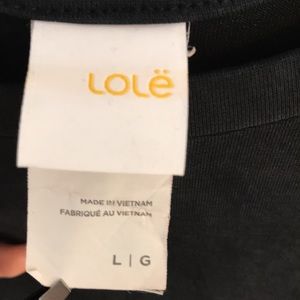 LOLË
MADE IN VIETNAM
FABRIQUÉ AU VIETNAM
L | G